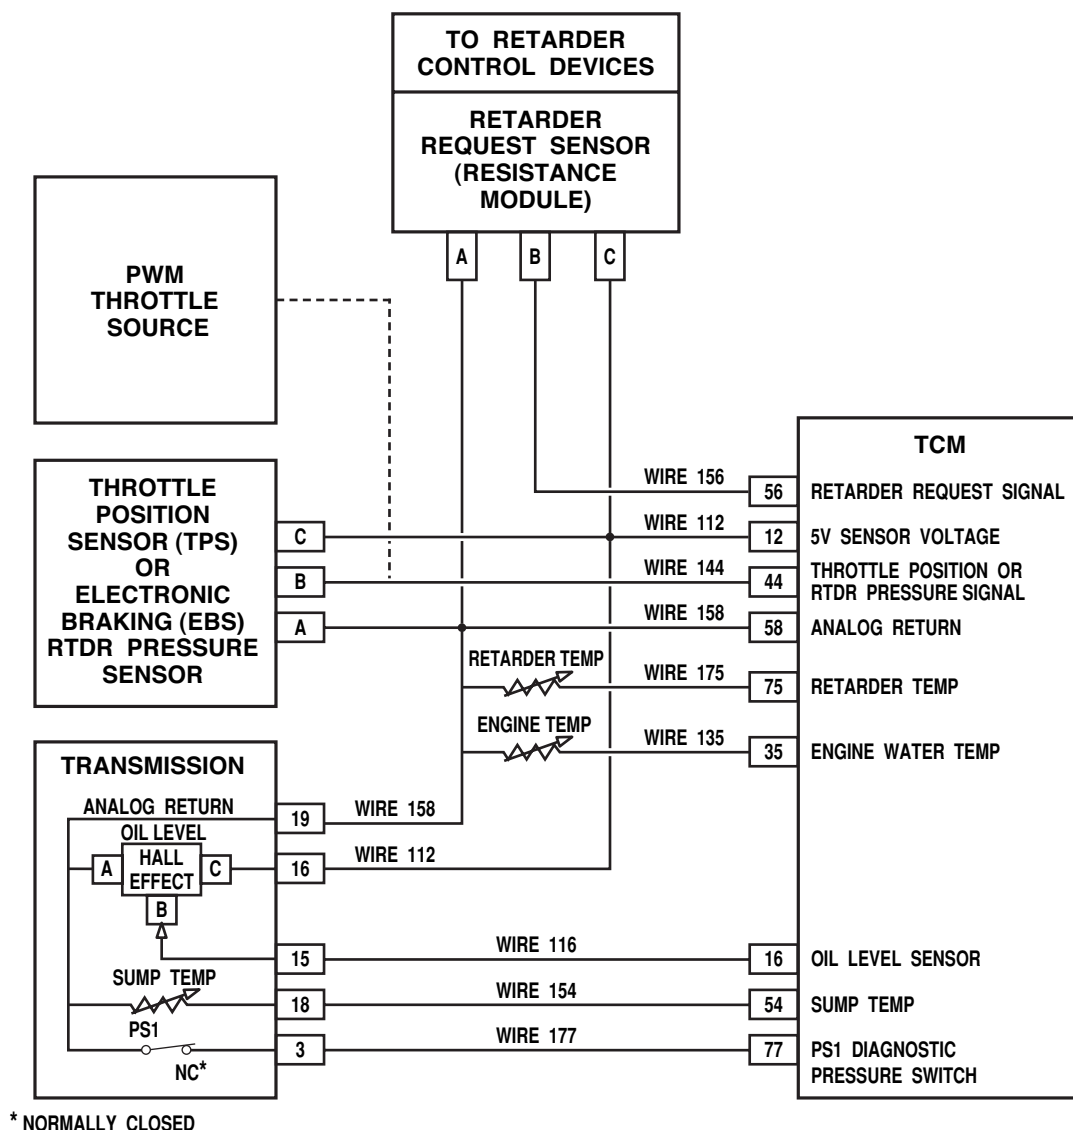 TO RETARDER
CONTROL DEVICES
RETARDER
REQUEST SENSOR
(RESISTANCE
MODULE)
A
B
C
PWM
THROTTLE
SOURCE
THROTTLE
POSITION
SENSOR (TPS)
OR
ELECTRONIC
BRAKING (EBS)
RTDR PRESSURE
SENSOR
C
B
A
TCM
WIRE 156
56
RETARDER REQUEST SIGNAL
WIRE 112
12
5V SENSOR VOLTAGE
WIRE 144
44
THROTTLE POSITION OR
RTDR PRESSURE SIGNAL
WIRE 158
58
ANALOG RETURN
RETARDER TEMP
WIRE 175
75
RETARDER TEMP
ENGINE TEMP
WIRE 135
35
ENGINE WATER TEMP
TRANSMISSION
ANALOG RETURN
19
WIRE 158
OIL LEVEL
A
HALL
EFFECT
C
16
WIRE 112
B
15
WIRE 116
16
OIL LEVEL SENSOR
SUMP TEMP
18
WIRE 154
54
SUMP TEMP
PS1
NC*
3
WIRE 177
77
PS1 DIAGNOSTIC
PRESSURE SWITCH
* NORMALLY CLOSED